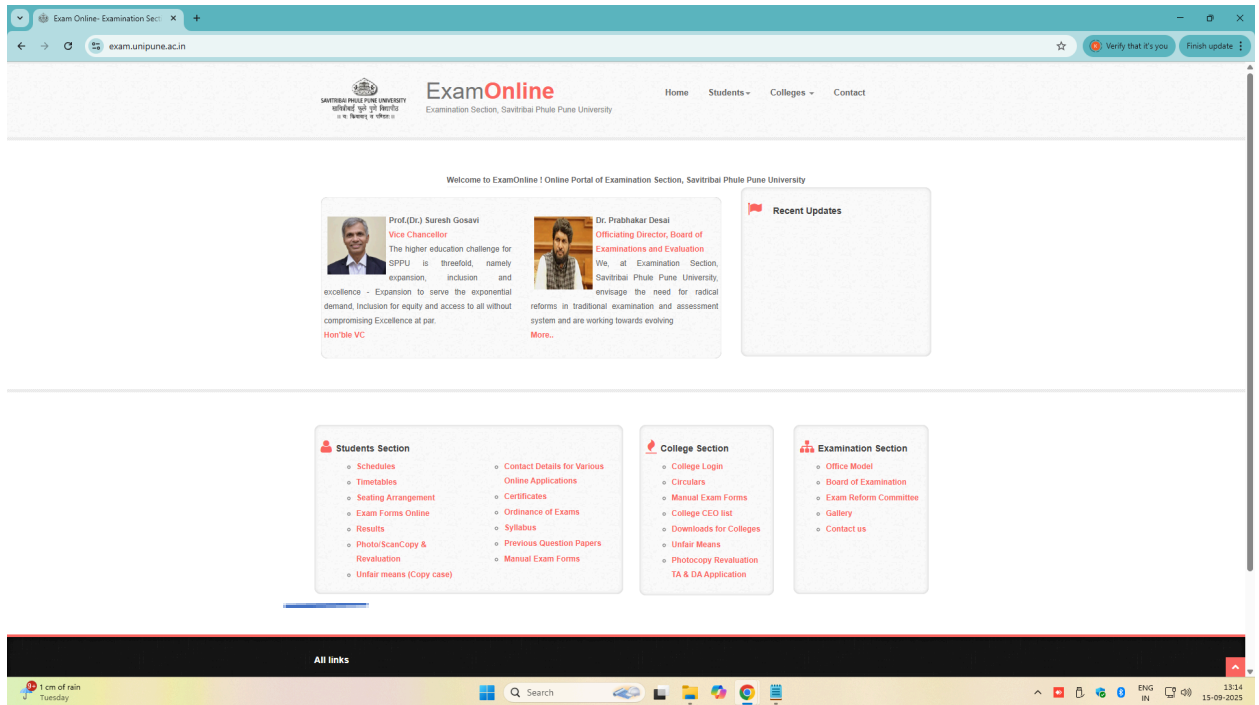 Exam Online- Examination Sect
exam.unipune.ac.in
Verify that it's you
Finish update
SAVITRIBAI PHULE PUNE UNIVERSITY
सावित्रीबाई फुले पुणे विद्यापीठ
॥ यः क्रियावान् स पण्डितः ॥
ExamOnline
Examination Section, Savitribai Phule Pune University
Home
Students
Colleges
Contact
Welcome to ExamOnline ! Online Portal of Examination Section, Savitribai Phule Pune University
Prof.(Dr.) Suresh Gosavi
Vice Chancellor
The higher education challenge for
SPPU is threefold, namely
expansion, inclusion and
excellence - Expansion to serve the exponential
demand, Inclusion for equity and access to all without
compromising Excellence at par.
Hon'ble VC
Dr. Prabhakar Desai
Officiating Director, Board of
Examinations and Evaluation
We, at Examination Section,
Savitribai Phule Pune University,
envisage the need for radical
reforms in traditional examination and assessment
system and are working towards evolving
More..
Recent Updates
Students Section
Schedules
Timetables
Seating Arrangement
Exam Forms Online
Results
Photo/ScanCopy &
Revaluation
Unfair means (Copy case)
Contact Details for Various
Online Applications
Certificates
Ordinance of Exams
Syllabus
Previous Question Papers
Manual Exam Forms
College Section
College Login
Circulars
Manual Exam Forms
College CEO list
Downloads for Colleges
Unfair Means
Photocopy Revaluation
TA & DA Application
Examination Section
Office Model
Board of Examination
Exam Reform Committee
Gallery
Contact us
All links
9+
1 cm of rain
Tuesday
Search
ENG
IN
13:14
15-09-2025